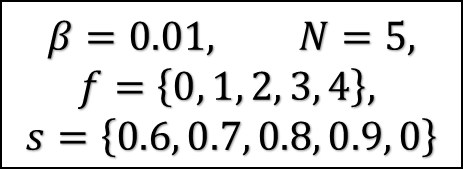 β = 0.01, N = 5,
f = {0, 1, 2, 3, 4},
s = {0.6, 0.7, 0.8, 0.9, 0}